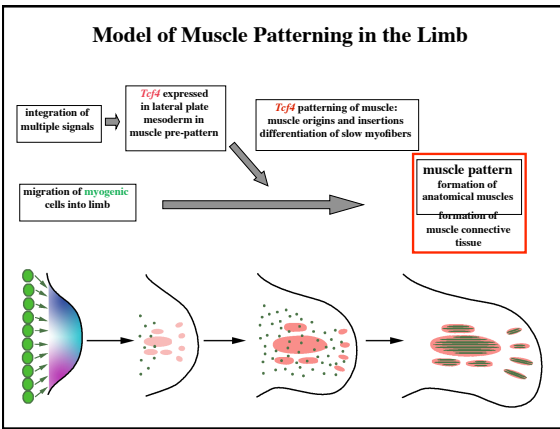 Model of Muscle Patterning in the Limb
integration of
multiple signals
Tcf4 expressed
in lateral plate
mesoderm in
muscle pre-pattern
Tcf4 patterning of muscle:
muscle origins and insertions
differentiation of slow myofibers
migration of myogenic
cells into limb
muscle pattern
formation of
anatomical muscles
formation of
muscle connective
tissue